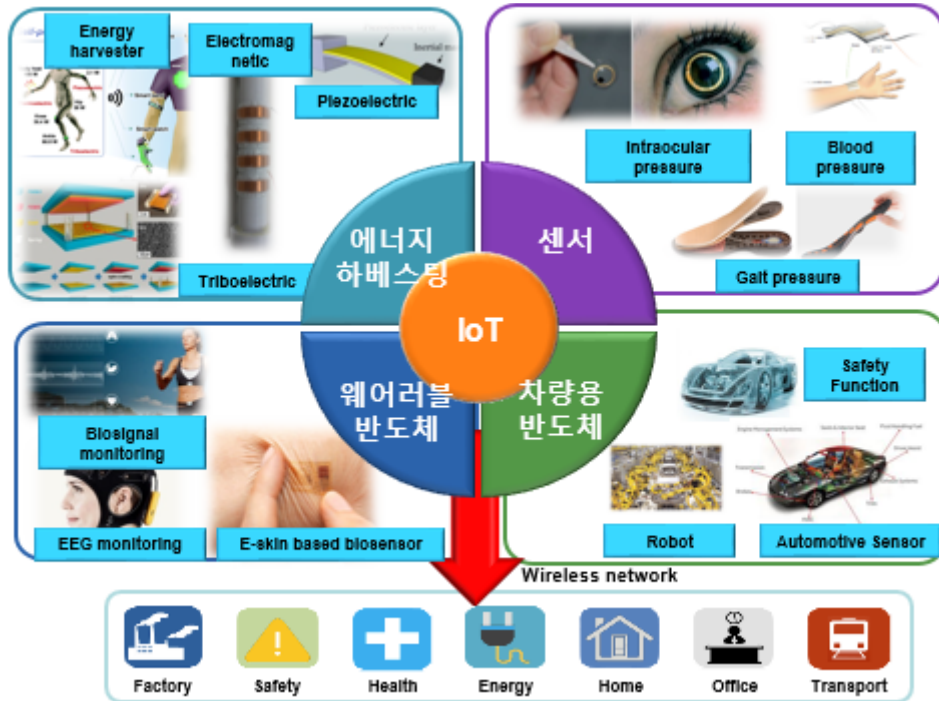 Energy
harvester
Electromag
netic
Piezoelectric
Triboelectric
에너지
하베스팅
Intraocular
pressure
Blood
pressure
Gait pressure
센서
IoT
Biosignal
monitoring
EEG monitoring
E-skin based biosensor
웨어러블
반도체
차량용
반도체
Safety
Function
Robot
Automotive Sensor
Wireless network
Factory
Safety
Health
Energy
Home
Office
Transport